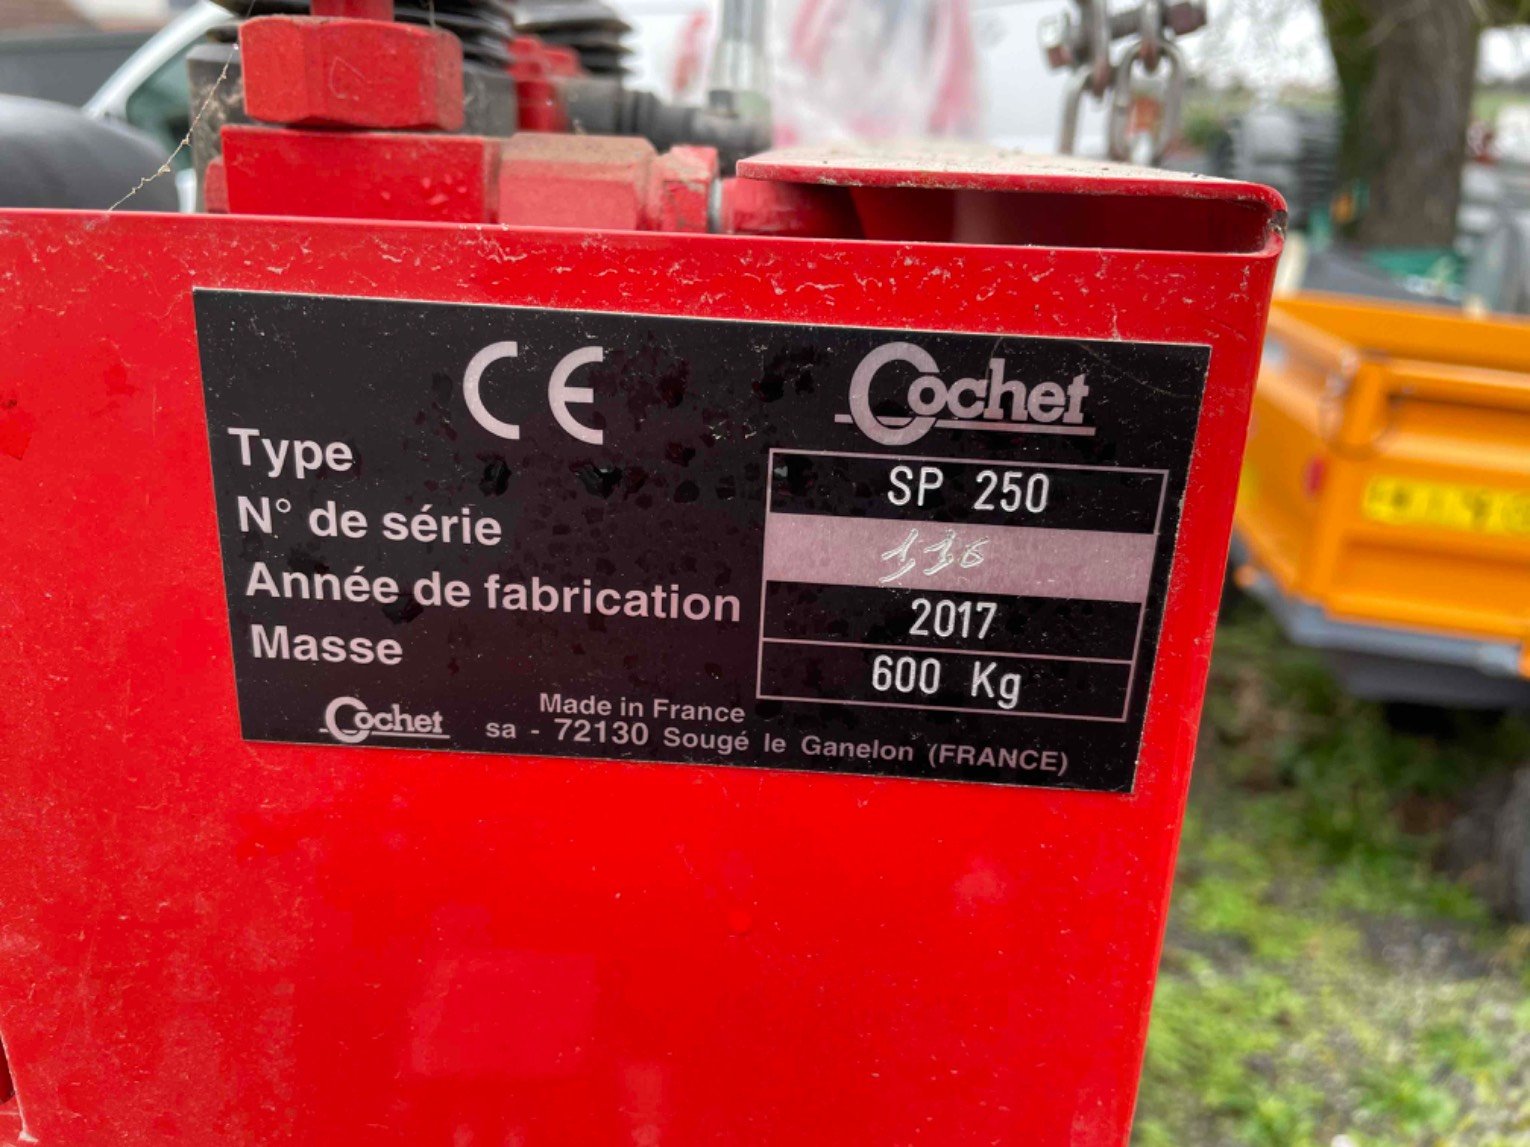 CE Cochet
Type SP 250
N° de série 136
Année de fabrication 2017
Masse 600 Kg
Made in France
Cochet sa - 72130 Sougé le Ganelon (FRANCE)